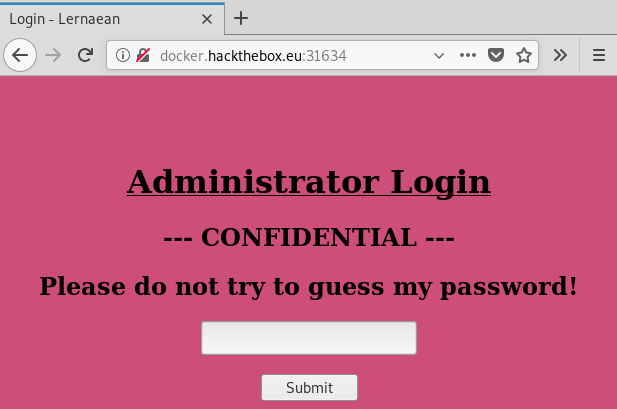 Login - Lernaean
docker.hackthebox.eu:31634
Administrator Login
--- CONFIDENTIAL ---
Please do not try to guess my password!
Submit